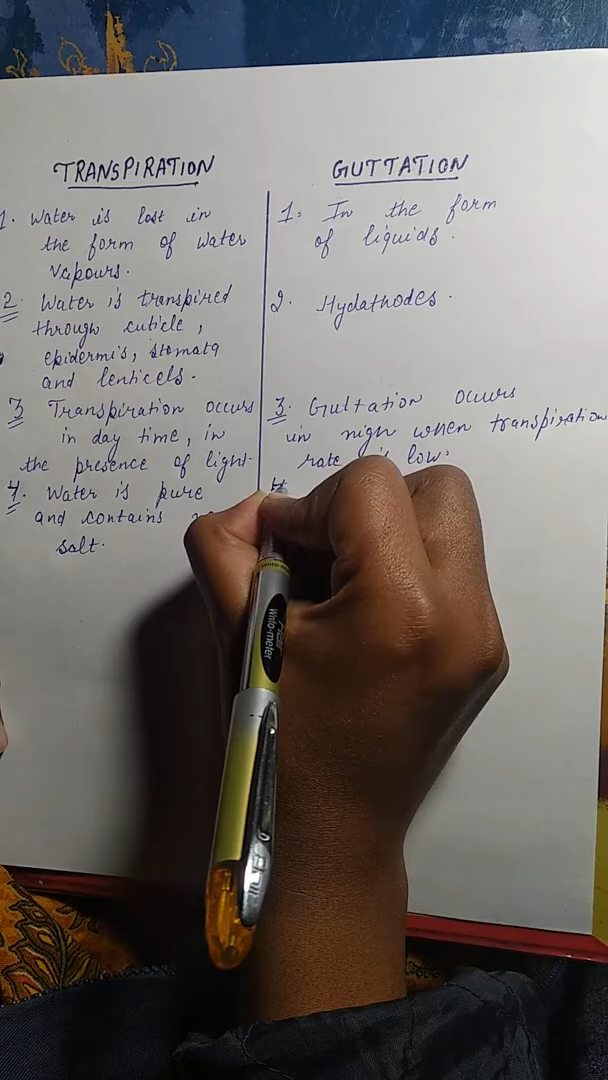 TRANSPIRATION
1. Water is lost in
the form of water
vapours.
2. Water is transpired
through cuticle,
epidermis, stomata
and lenticels.
3 Transpiration occurs
in day time, in
the presence of light.
4. Water is pure
and contains
salt.
GUTTATION
1. In the form
of liquids.
2. Hydathodes.
3. Guttation occurs
in nigh when transpiration
rate is low.
4
Write-o-meter